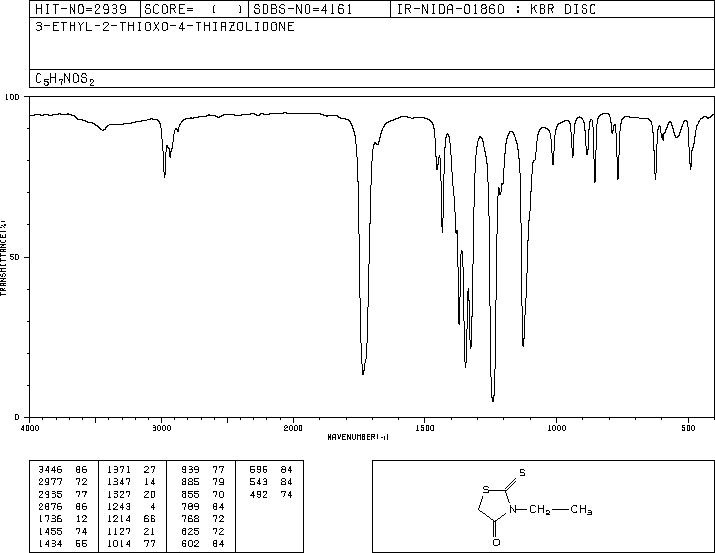 HIT-NO=2939 SCORE= ( ) SDBS-NO=4161 IR-NIDA-01860 : KBR DISC
3-ETHYL-2-THIOXO-4-THIAZOLIDONE
C5H7NOS2
100
50
0
TRANSMITTANCE(%)
4000 3000 2000 1500 1000 500
WAVENUMBER(-1)
3446 86 1371 27 939 77 596 84
2977 72 1347 14 885 79 543 84
2935 77 1327 20 855 70 492 74
2876 86 1243 4 789 84
1736 12 1214 66 768 72
1455 74 1127 21 625 72
1434 55 1014 77 602 84
S
S
N—CH2—CH3
O